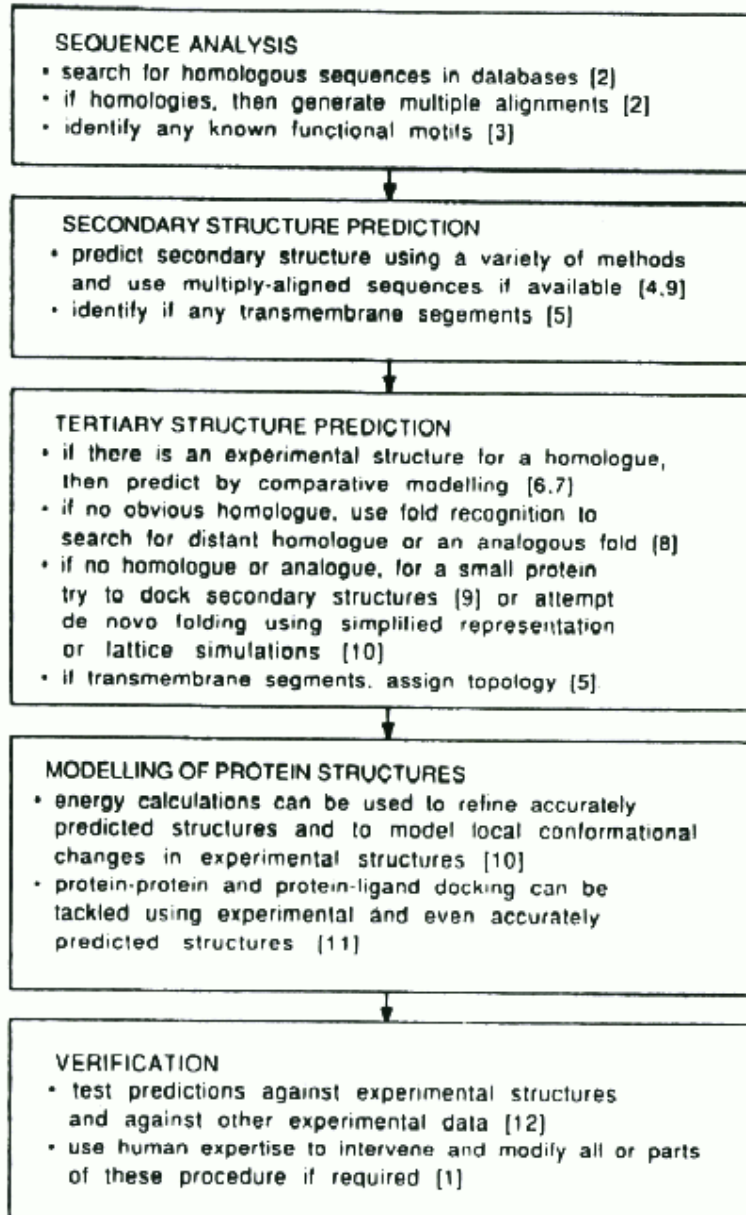 SEQUENCE ANALYSIS
• search for homologous sequences in databases [2]
• if homologies, then generate multiple alignments [2]
• identify any known functional motifs [3]
SECONDARY STRUCTURE PREDICTION
• predict secondary structure using a variety of methods
and use multiply-aligned sequences if available [4,9]
• identify if any transmembrane segements [5]
TERTIARY STRUCTURE PREDICTION
• if there is an experimental structure for a homologue,
then predict by comparative modelling [6,7]
• if no obvious homologue, use fold recognition to
search for distant homologue or an analogous fold [8]
• if no homologue or analogue, for a small protein
try to dock secondary structures [9] or attempt
de novo folding using simplified representation
or lattice simulations [10]
• if transmembrane segments, assign topology [5].
MODELLING OF PROTEIN STRUCTURES
• energy calculations can be used to refine accurately
predicted structures and to model local conformational
changes in experimental structures [10]
• protein-protein and protein-ligand docking can be
tackled using experimental and even accurately
predicted structures [11]
VERIFICATION
• test predictions against experimental structures
and against other experimental data [12]
• use human expertise to intervene and modify all or parts
of these procedure if required [1]